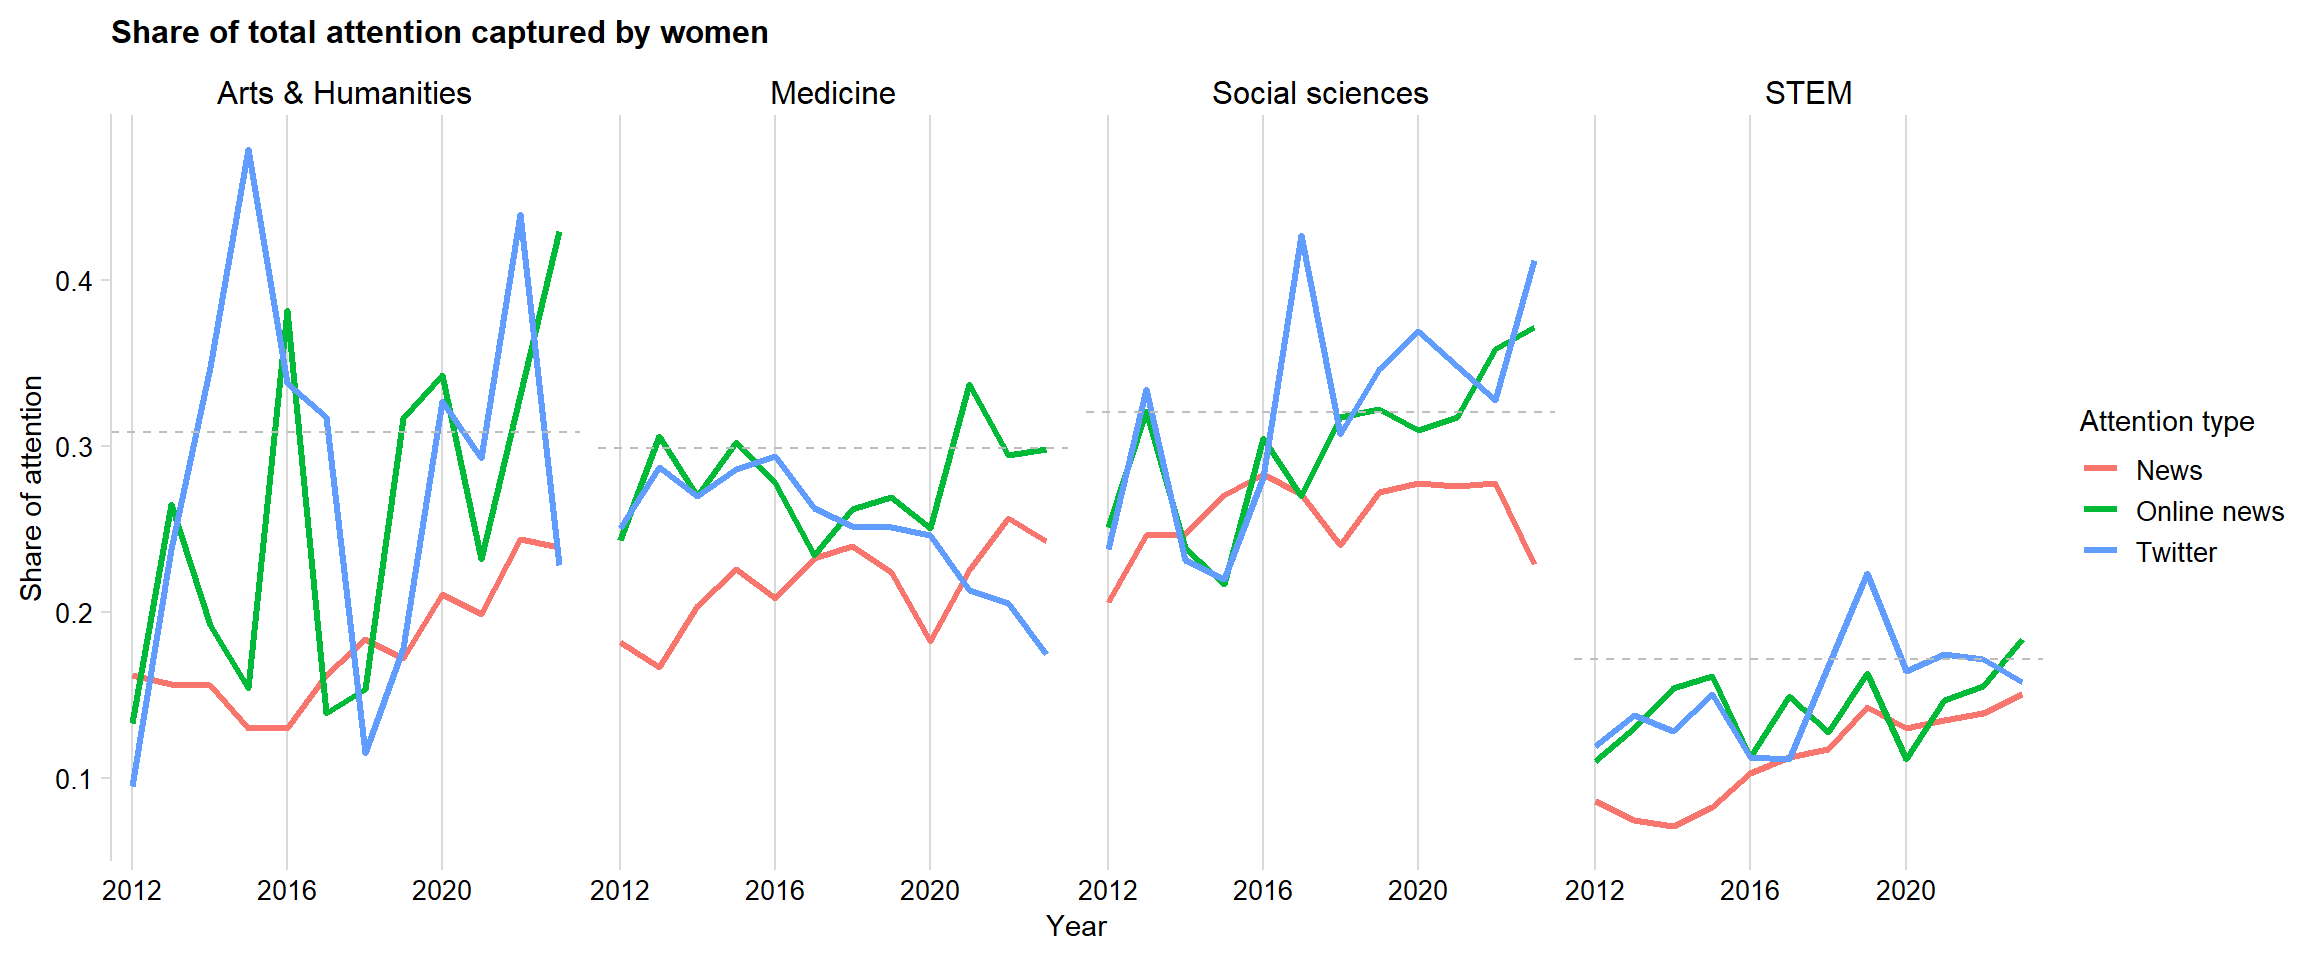 Share of total attention captured by women
Arts & Humanities
Medicine
Social sciences
STEM
Share of attention
0.4
0.3
0.2
0.1
2012 2016 2020
2012 2016 2020
2012 2016 2020
2012 2016 2020
Year
Attention type
News
Online news
Twitter